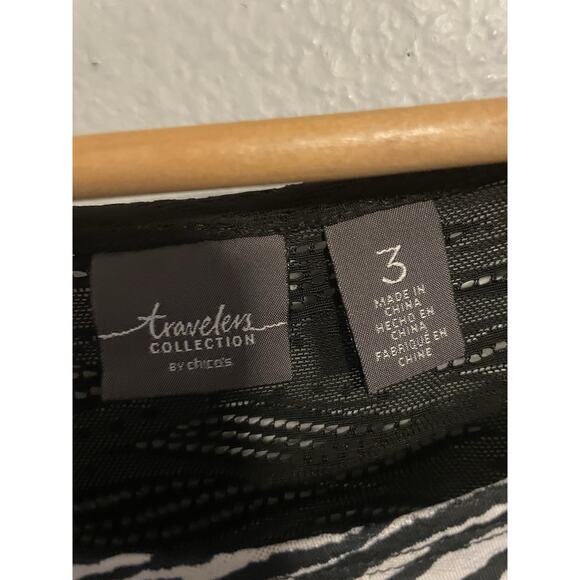 travelers
COLLECTION
BY chico's
3
MADE IN
CHINA
HECHO EN
CHINA
FABRIQUÉ EN
CHINE